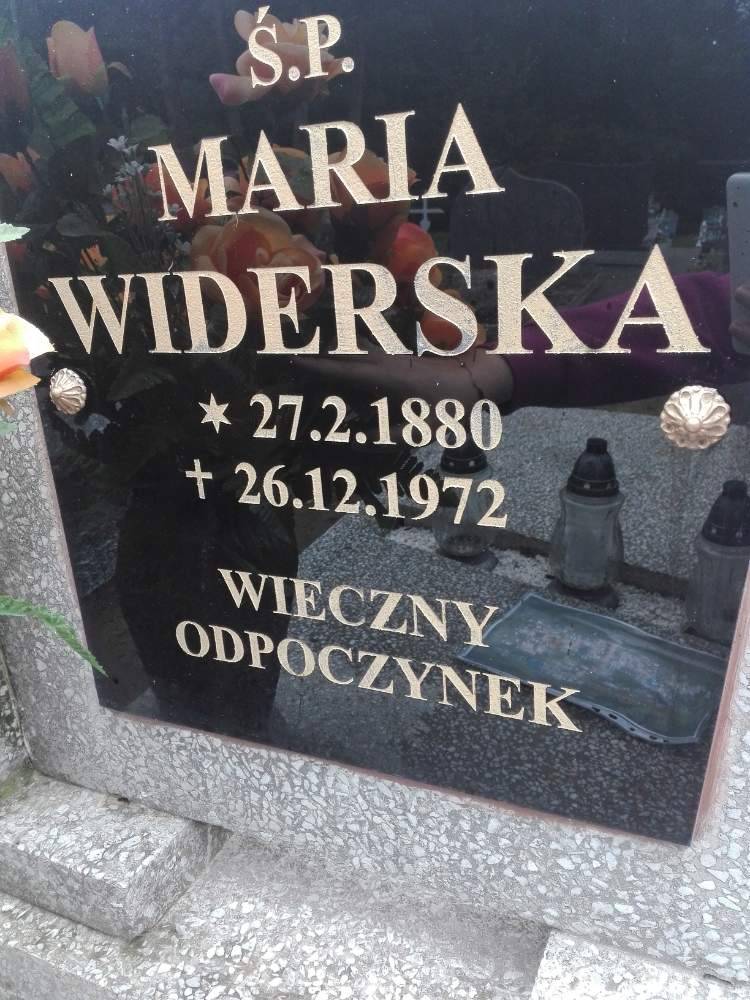 Ś.P.
MARIA
WIDERSKA
* 27.2.1880
† 26.12.1972
WIECZNY
ODPOCZYNEK